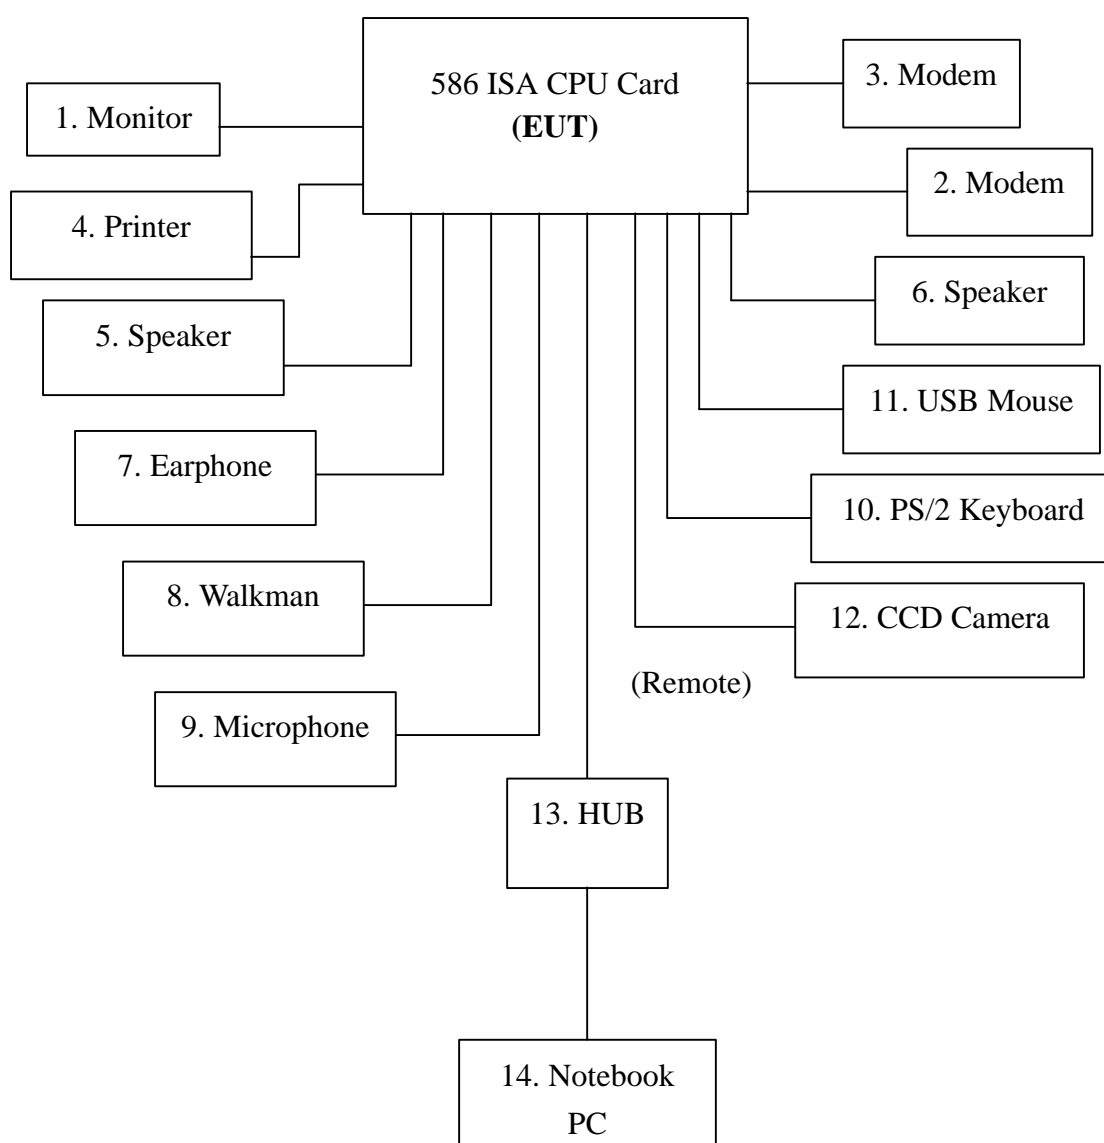 586 ISA CPU Card
(EUT)
3. Modem
1. Monitor
2. Modem
4. Printer
6. Speaker
5. Speaker
11. USB Mouse
7. Earphone
10. PS/2 Keyboard
8. Walkman
12. CCD Camera
(Remote)
9. Microphone
13. HUB
14. Notebook
PC